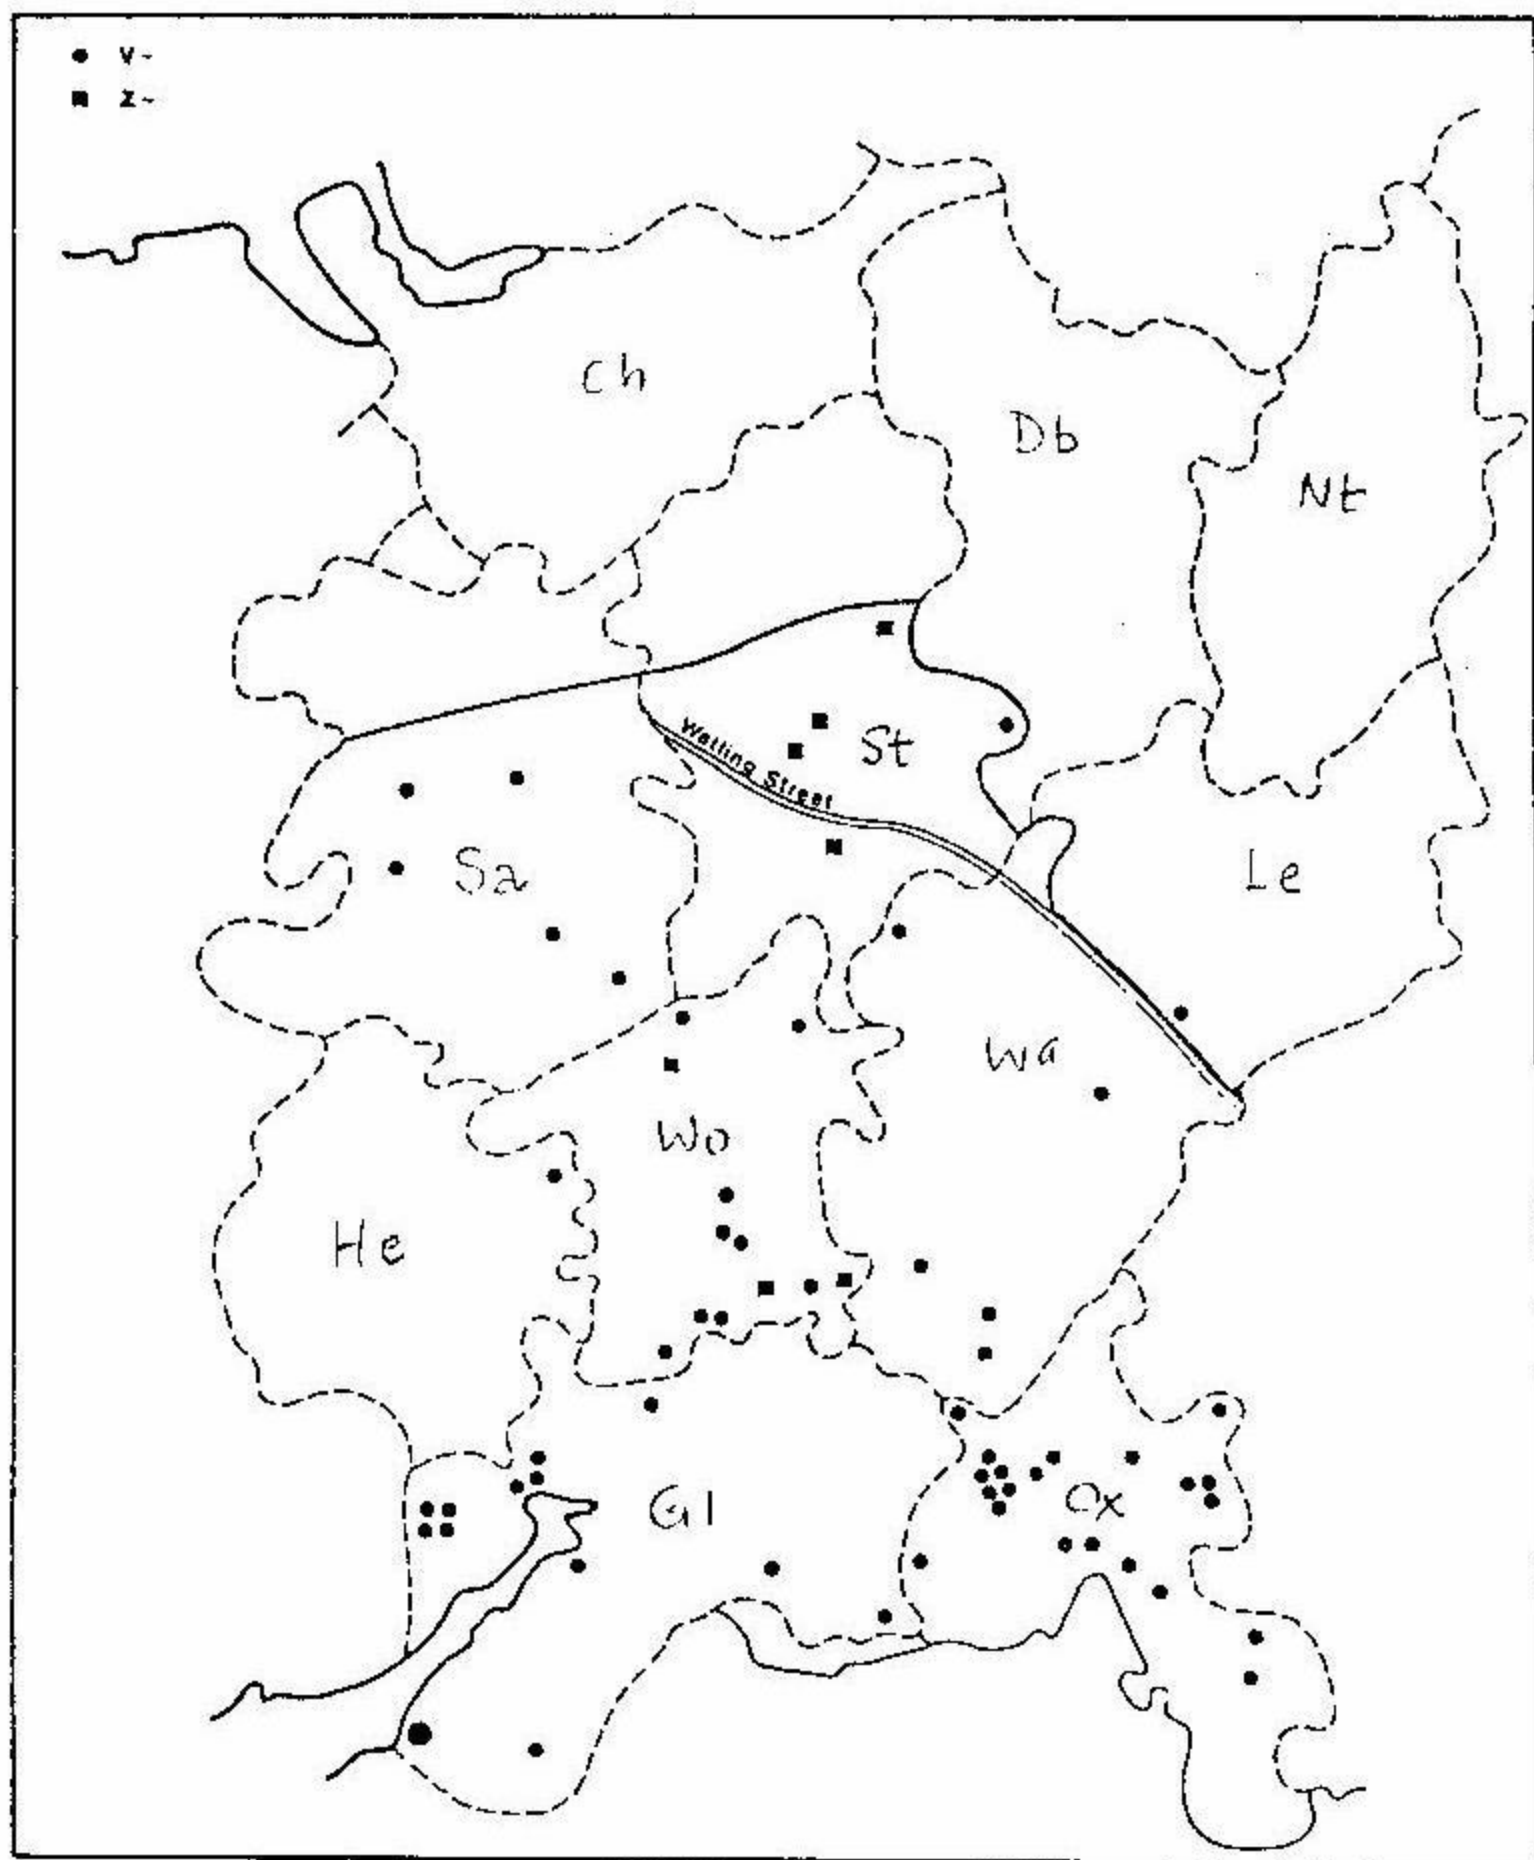 v-
z-
Ch
Db
Nt
St
Watling Street
Sa
Le
Wa
Wo
He
Gl
Ox